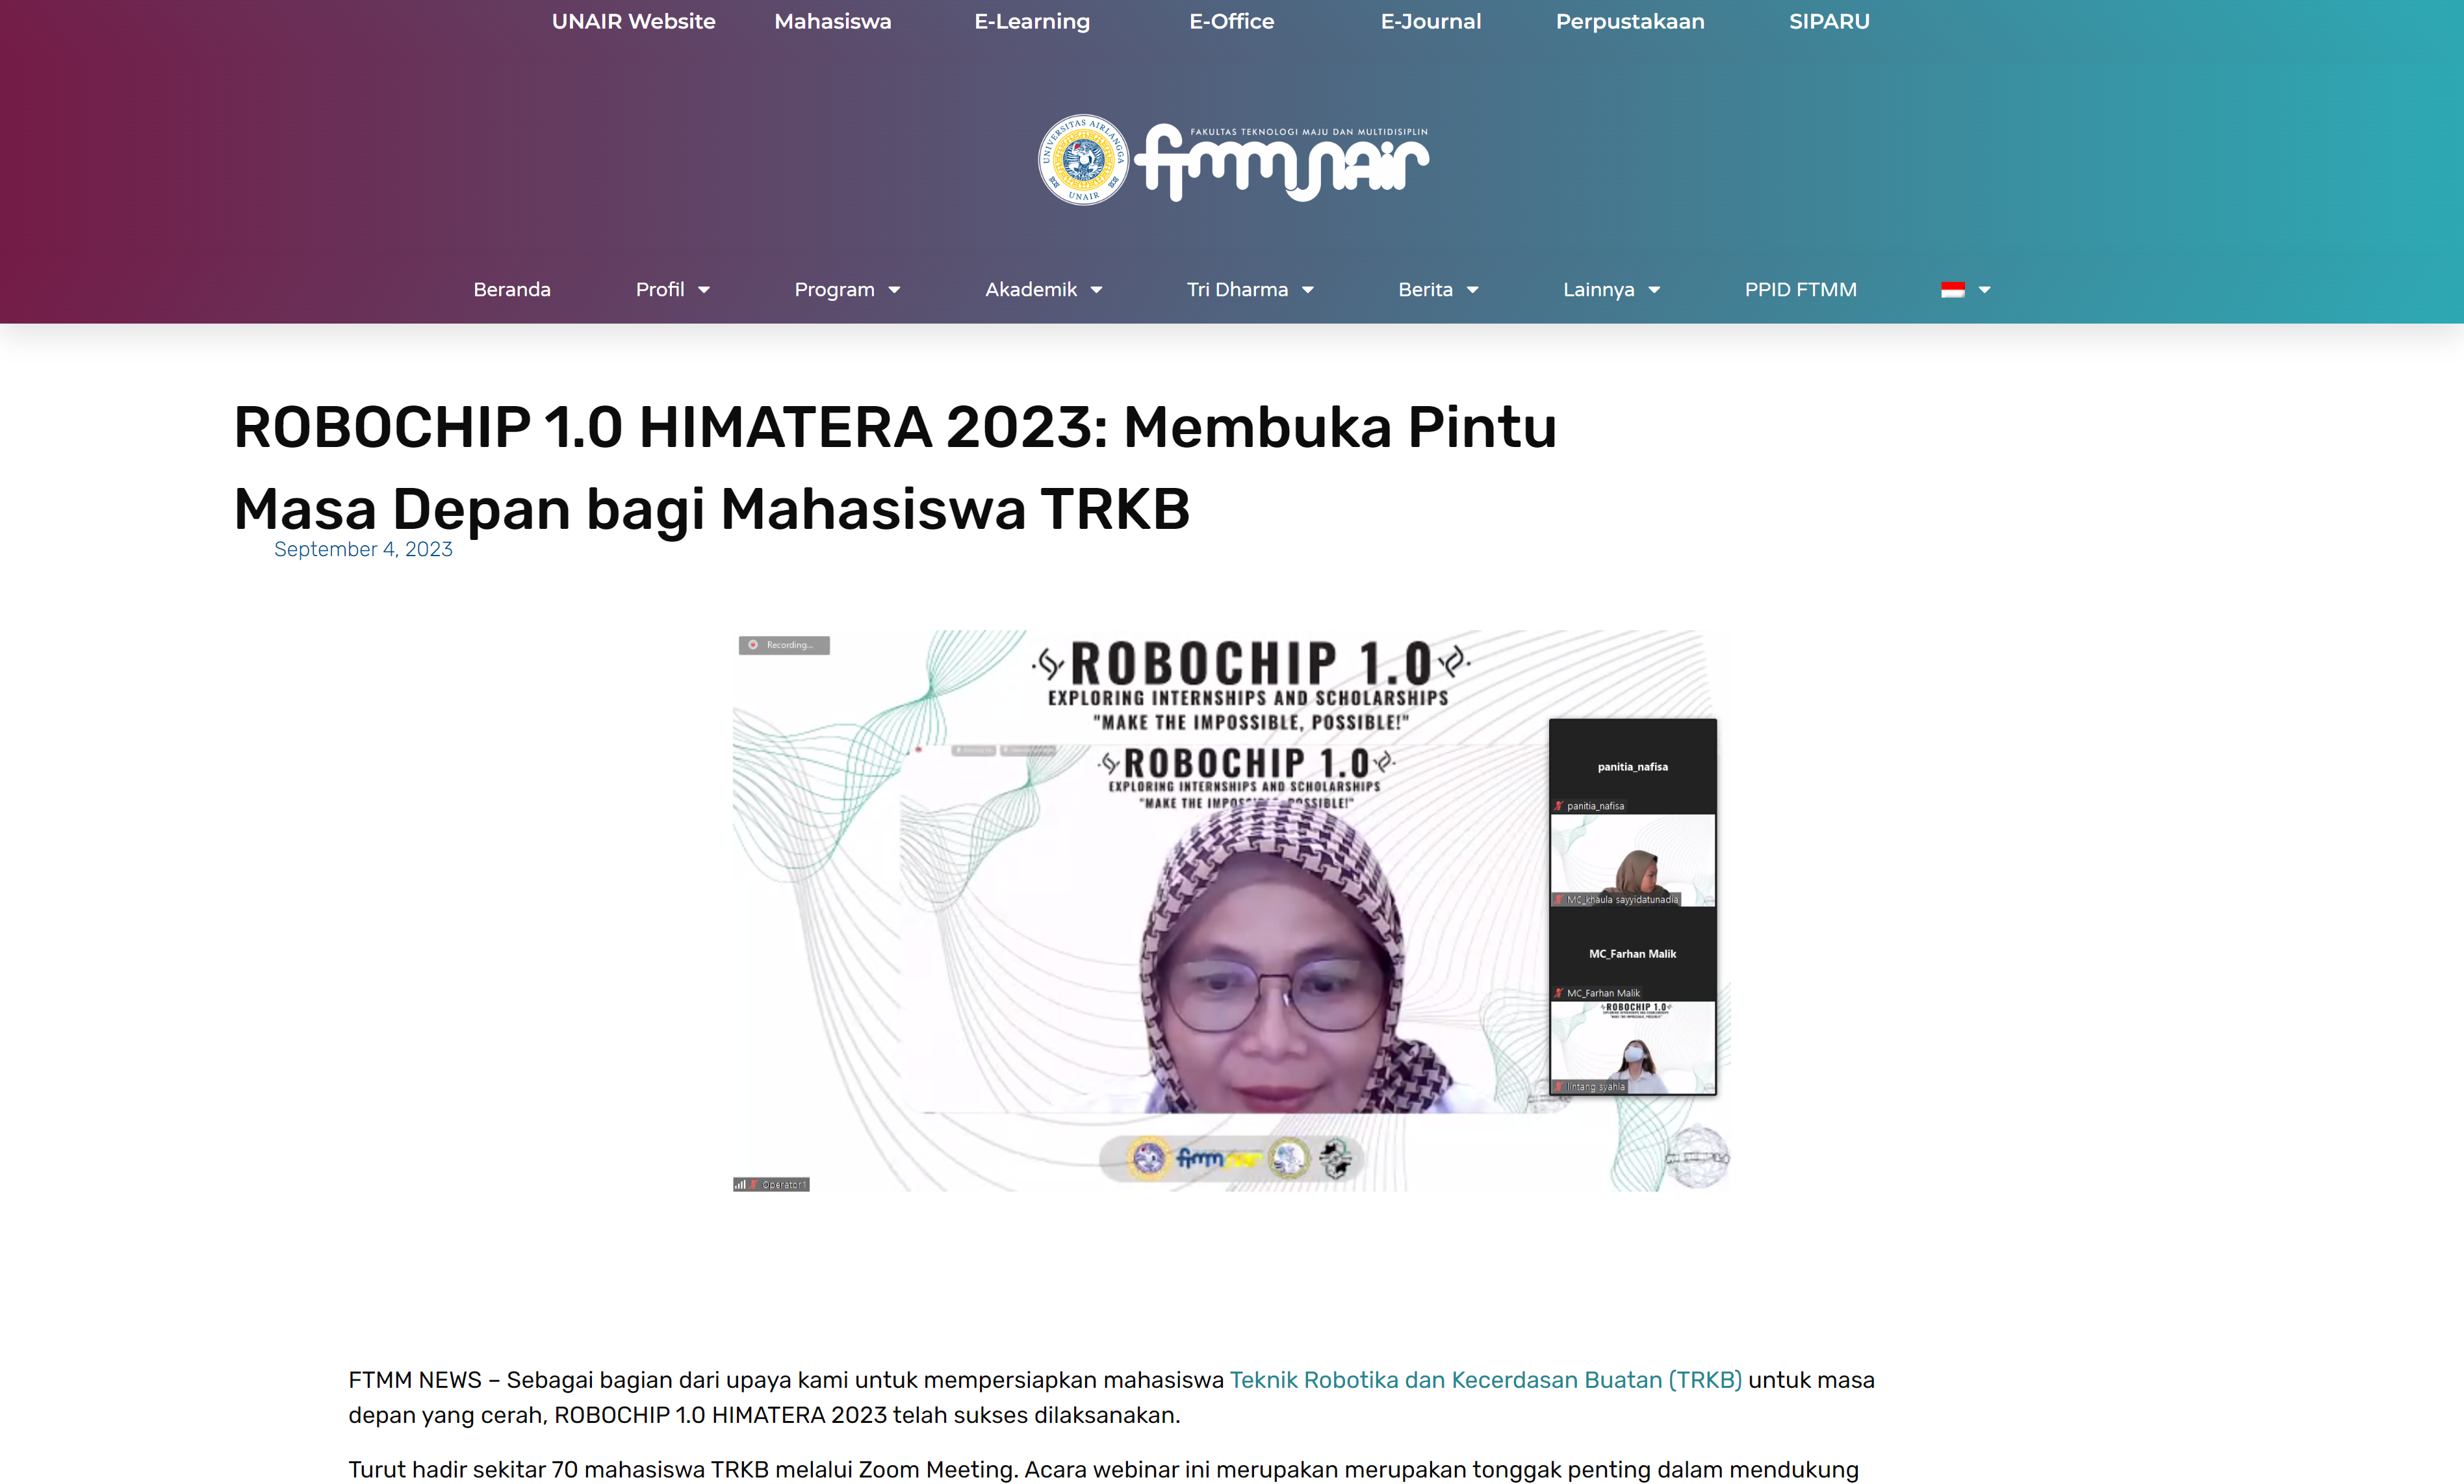 UNAIR Website Mahasiswa E-Learning E-Office E-Journal Perpustakaan SIPARU
UNIVERSITAS AIRLANGGA
UNAIR
FAKULTAS TEKNOLOGI MAJU DAN MULTIDISIPLIN
ftmm unair
Beranda Profil Program Akademik Tri Dharma Berita Lainnya PPID FTMM
ROBOCHIP 1.0 HIMATERA 2023: Membuka Pintu
Masa Depan bagi Mahasiswa TRKB
September 4, 2023
Recording...
ROBOCHIP 1.0
EXPLORING INTERNSHIPS AND SCHOLARSHIPS
"MAKE THE IMPOSSIBLE, POSSIBLE!"
ROBOCHIP 1.0
EXPLORING INTERNSHIPS AND SCHOLARSHIPS
"MAKE THE
panitia_nafisa
panitia_nafisa
MC_khaula sayyidatunadia
MC_Farhan Malik
MC_Farhan Malik
ROBOCHIP 1.0
lintang syahla
ftmm
Operator1
FTMM NEWS – Sebagai bagian dari upaya kami untuk mempersiapkan mahasiswa Teknik Robotika dan Kecerdasan Buatan (TRKB) untuk masa
depan yang cerah, ROBOCHIP 1.0 HIMATERA 2023 telah sukses dilaksanakan.
Turut hadir sekitar 70 mahasiswa TRKB melalui Zoom Meeting. Acara webinar ini merupakan merupakan tonggak penting dalam mendukung